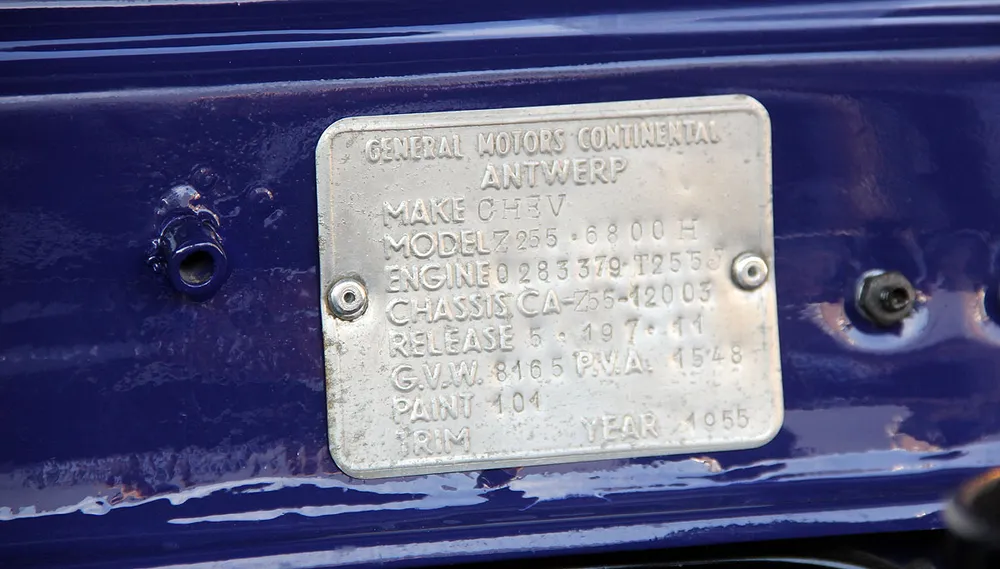 GENERAL MOTORS CONTINENTAL
ANTWERP
MAKE CHEV
MODEL Z255·6800 H
ENGINE 0283379 T255J
CHASSIS CA-Z55-12003
RELEASE 5·197·11
G.V.W. 8165 P.V.A. 1548
PAINT 101
TRIM YEAR 1955